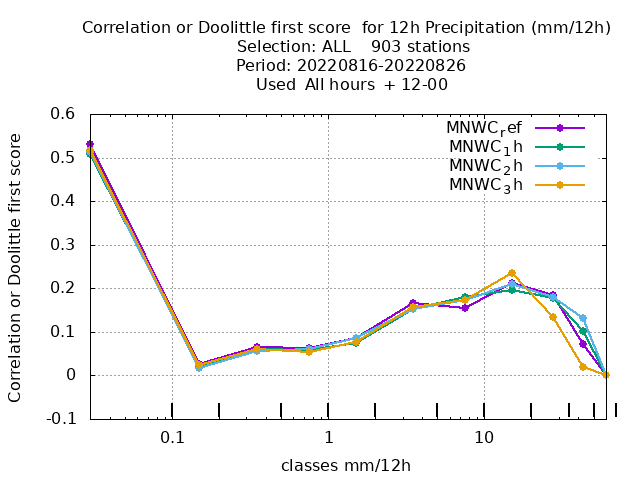 Correlation or Doolittle first score  for 12h Precipitation (mm/12h)
Selection: ALL    903 stations
Period: 20220816-20220826
Used  All hours  + 12-00
Correlation or Doolittle first score
0.6
0.5
0.4
0.3
0.2
0.1
0
-0.1
MNWC_ref
MNWC_1h
MNWC_2h
MNWC_3h
0.1 1 10
classes mm/12h